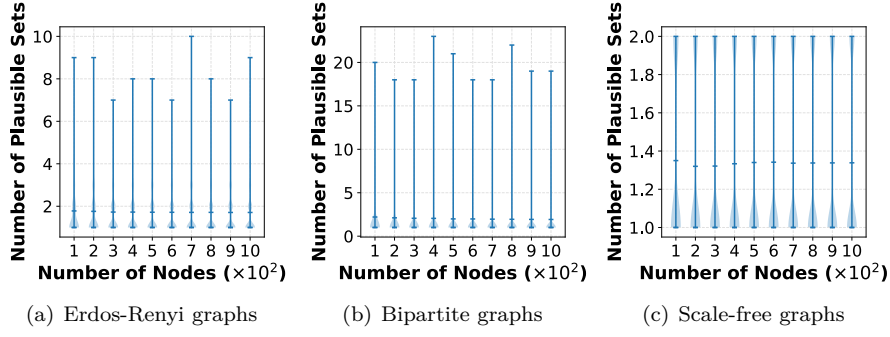 Number of Plausible Sets
10
8
6
4
2
1 2 3 4 5 6 7 8 9 10
Number of Nodes (×10²)
(a) Erdos-Renyi graphs
Number of Plausible Sets
20
15
10
5
0
1 2 3 4 5 6 7 8 9 10
Number of Nodes (×10²)
(b) Bipartite graphs
Number of Plausible Sets
2.0
1.8
1.6
1.4
1.2
1.0
1 2 3 4 5 6 7 8 9 10
Number of Nodes (×10²)
(c) Scale-free graphs